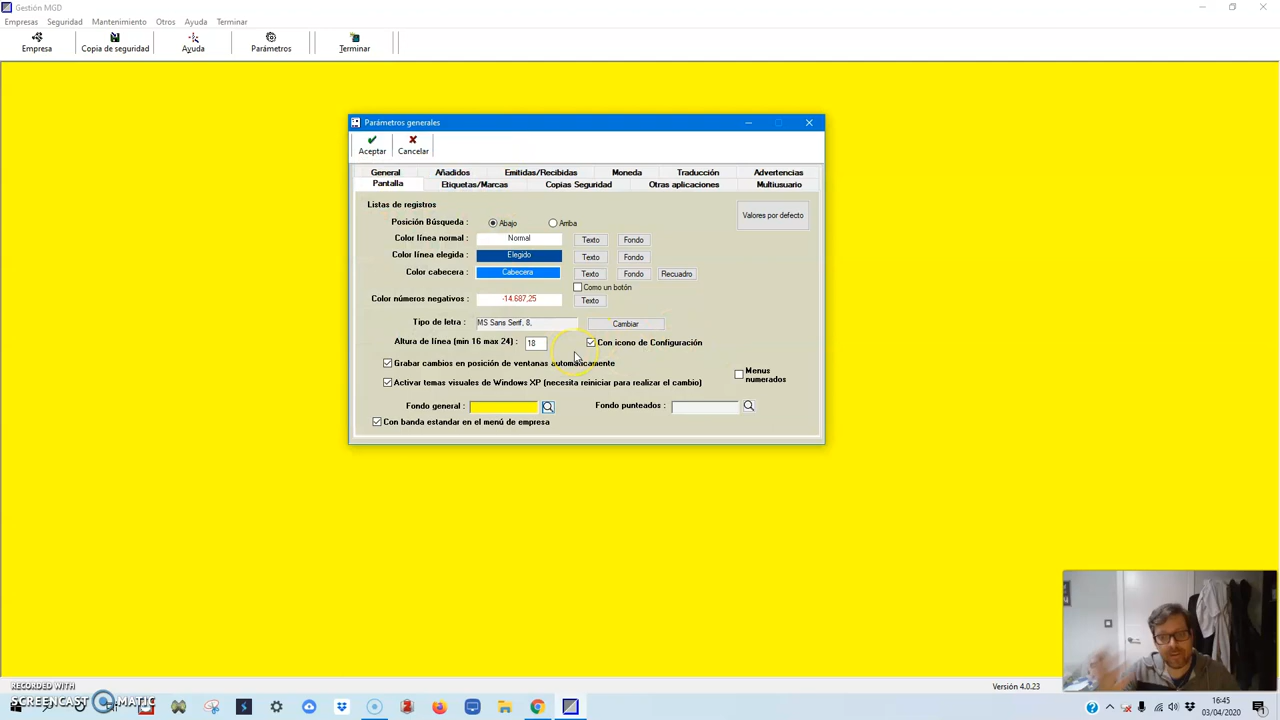 Gestión MGD
Empresas Seguridad Mantenimiento Otros Ayuda Terminar
Empresa Copia de seguridad Ayuda Parámetros Terminar
Parámetros generales
Aceptar Cancelar
General Añadidos Emitidas/Recibidas Moneda Traducción Advertencias
Pantalla Etiquetas/Marcas Copias Seguridad Otras aplicaciones Multiusuario
Listas de registros
Valores por defecto
Posición Búsqueda : Abajo Arriba
Color línea normal : Normal Texto Fondo
Color línea elegida : Elegido Texto Fondo
Color cabecera : Cabecera Texto Fondo Recuadro
Como un botón
Color números negativos : -14.687,25 Texto
Tipo de letra : MS Sans Serif, 8, Cambiar
Altura de línea (min 16 max 24) : 18 Con icono de Configuración
Grabar cambios en posición de ventanas automáticamente
Menus
numerados
Activar temas visuales de Windows XP (necesita reiniciar para realizar el cambio)
Fondo general : Fondo punteados :
Con banda estandar en el menú de empresa
RECORDED WITH
SCREENCAST MATIC
Versión 4.0.23
16:45
03/04/2020